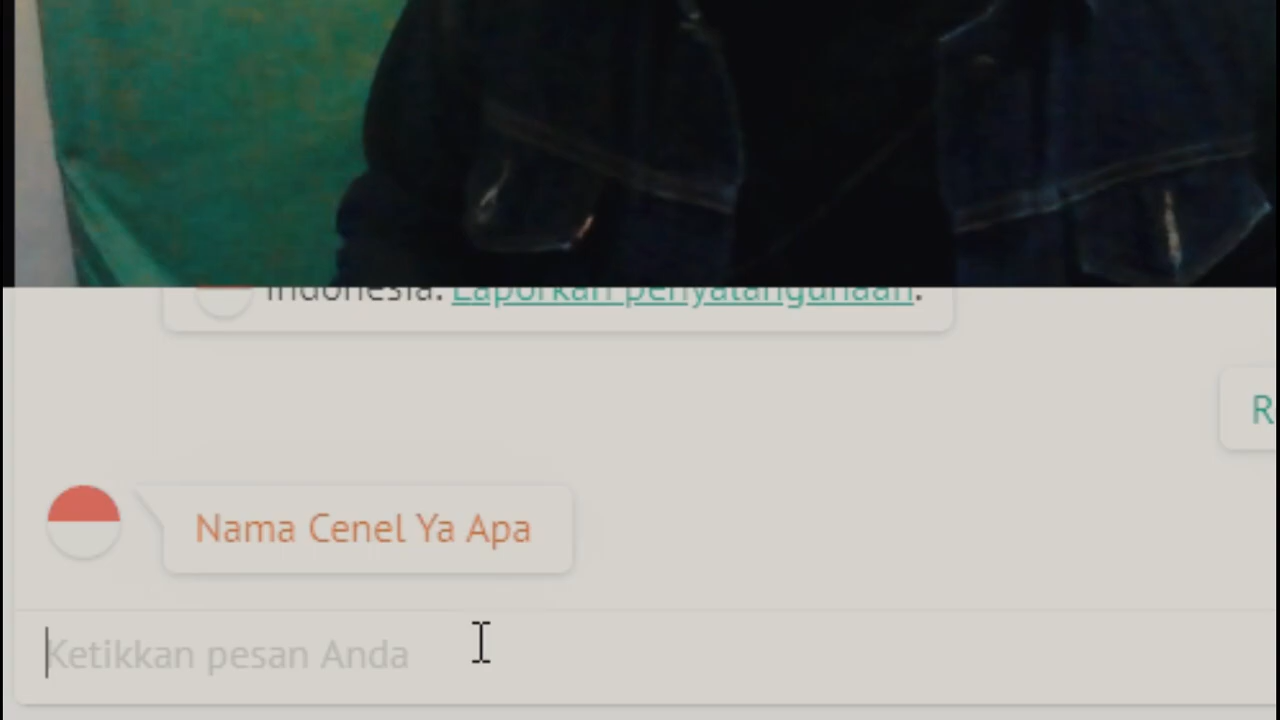 Indonesia. Laporkan penyalahgunaan.
R
Nama Cenel Ya Apa
Ketikkan pesan Anda